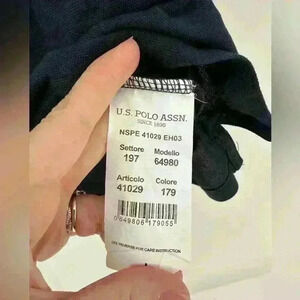 U.S. POLO ASSN.
SINCE 1890
NSPE 41029 EH03
Settore Modello
197 64980
Articolo Colore
41029 179
0649806179055
SEE REVERSE FOR CARE INSTRUCTION